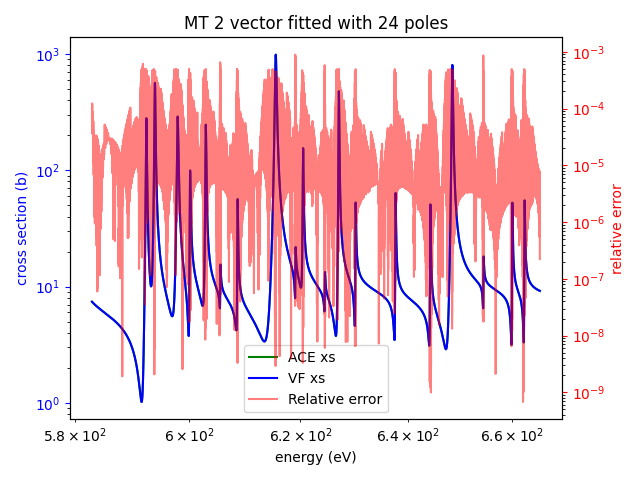 MT 2 vector fitted with 24 poles
10³
10²
10¹
10⁰
cross section (b)
10⁻³
10⁻⁴
10⁻⁵
10⁻⁶
10⁻⁷
10⁻⁸
10⁻⁹
relative error
ACE xs
VF xs
Relative error
5.8 × 10² 6 × 10² 6.2 × 10² 6.4 × 10² 6.6 × 10²
energy (eV)